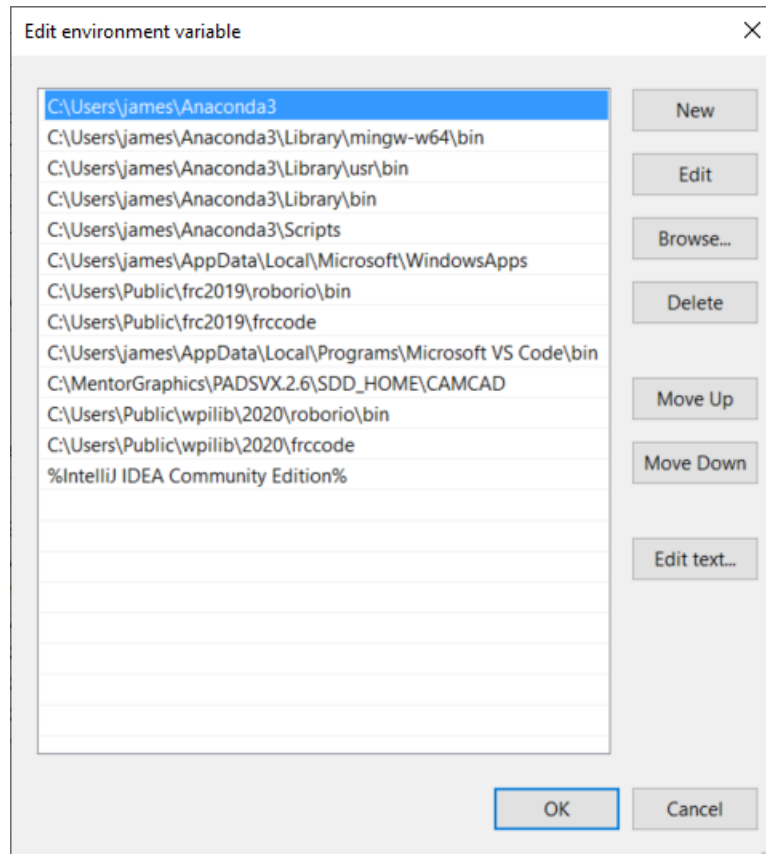 Edit environment variable
C:\Users\james\Anaconda3
C:\Users\james\Anaconda3\Library\mingw-w64\bin
C:\Users\james\Anaconda3\Library\usr\bin
C:\Users\james\Anaconda3\Library\bin
C:\Users\james\Anaconda3\Scripts
C:\Users\james\AppData\Local\Microsoft\WindowsApps
C:\Users\Public\frc2019\roborio\bin
C:\Users\Public\frc2019\frccode
C:\Users\james\AppData\Local\Programs\Microsoft VS Code\bin
C:\MentorGraphics\PADSVX.2.6\SDD_HOME\CAMCAD
C:\Users\Public\wpilib\2020\roborio\bin
C:\Users\Public\wpilib\2020\frccode
%IntelliJ IDEA Community Edition%
New
Edit
Browse...
Delete
Move Up
Move Down
Edit text...
OK
Cancel